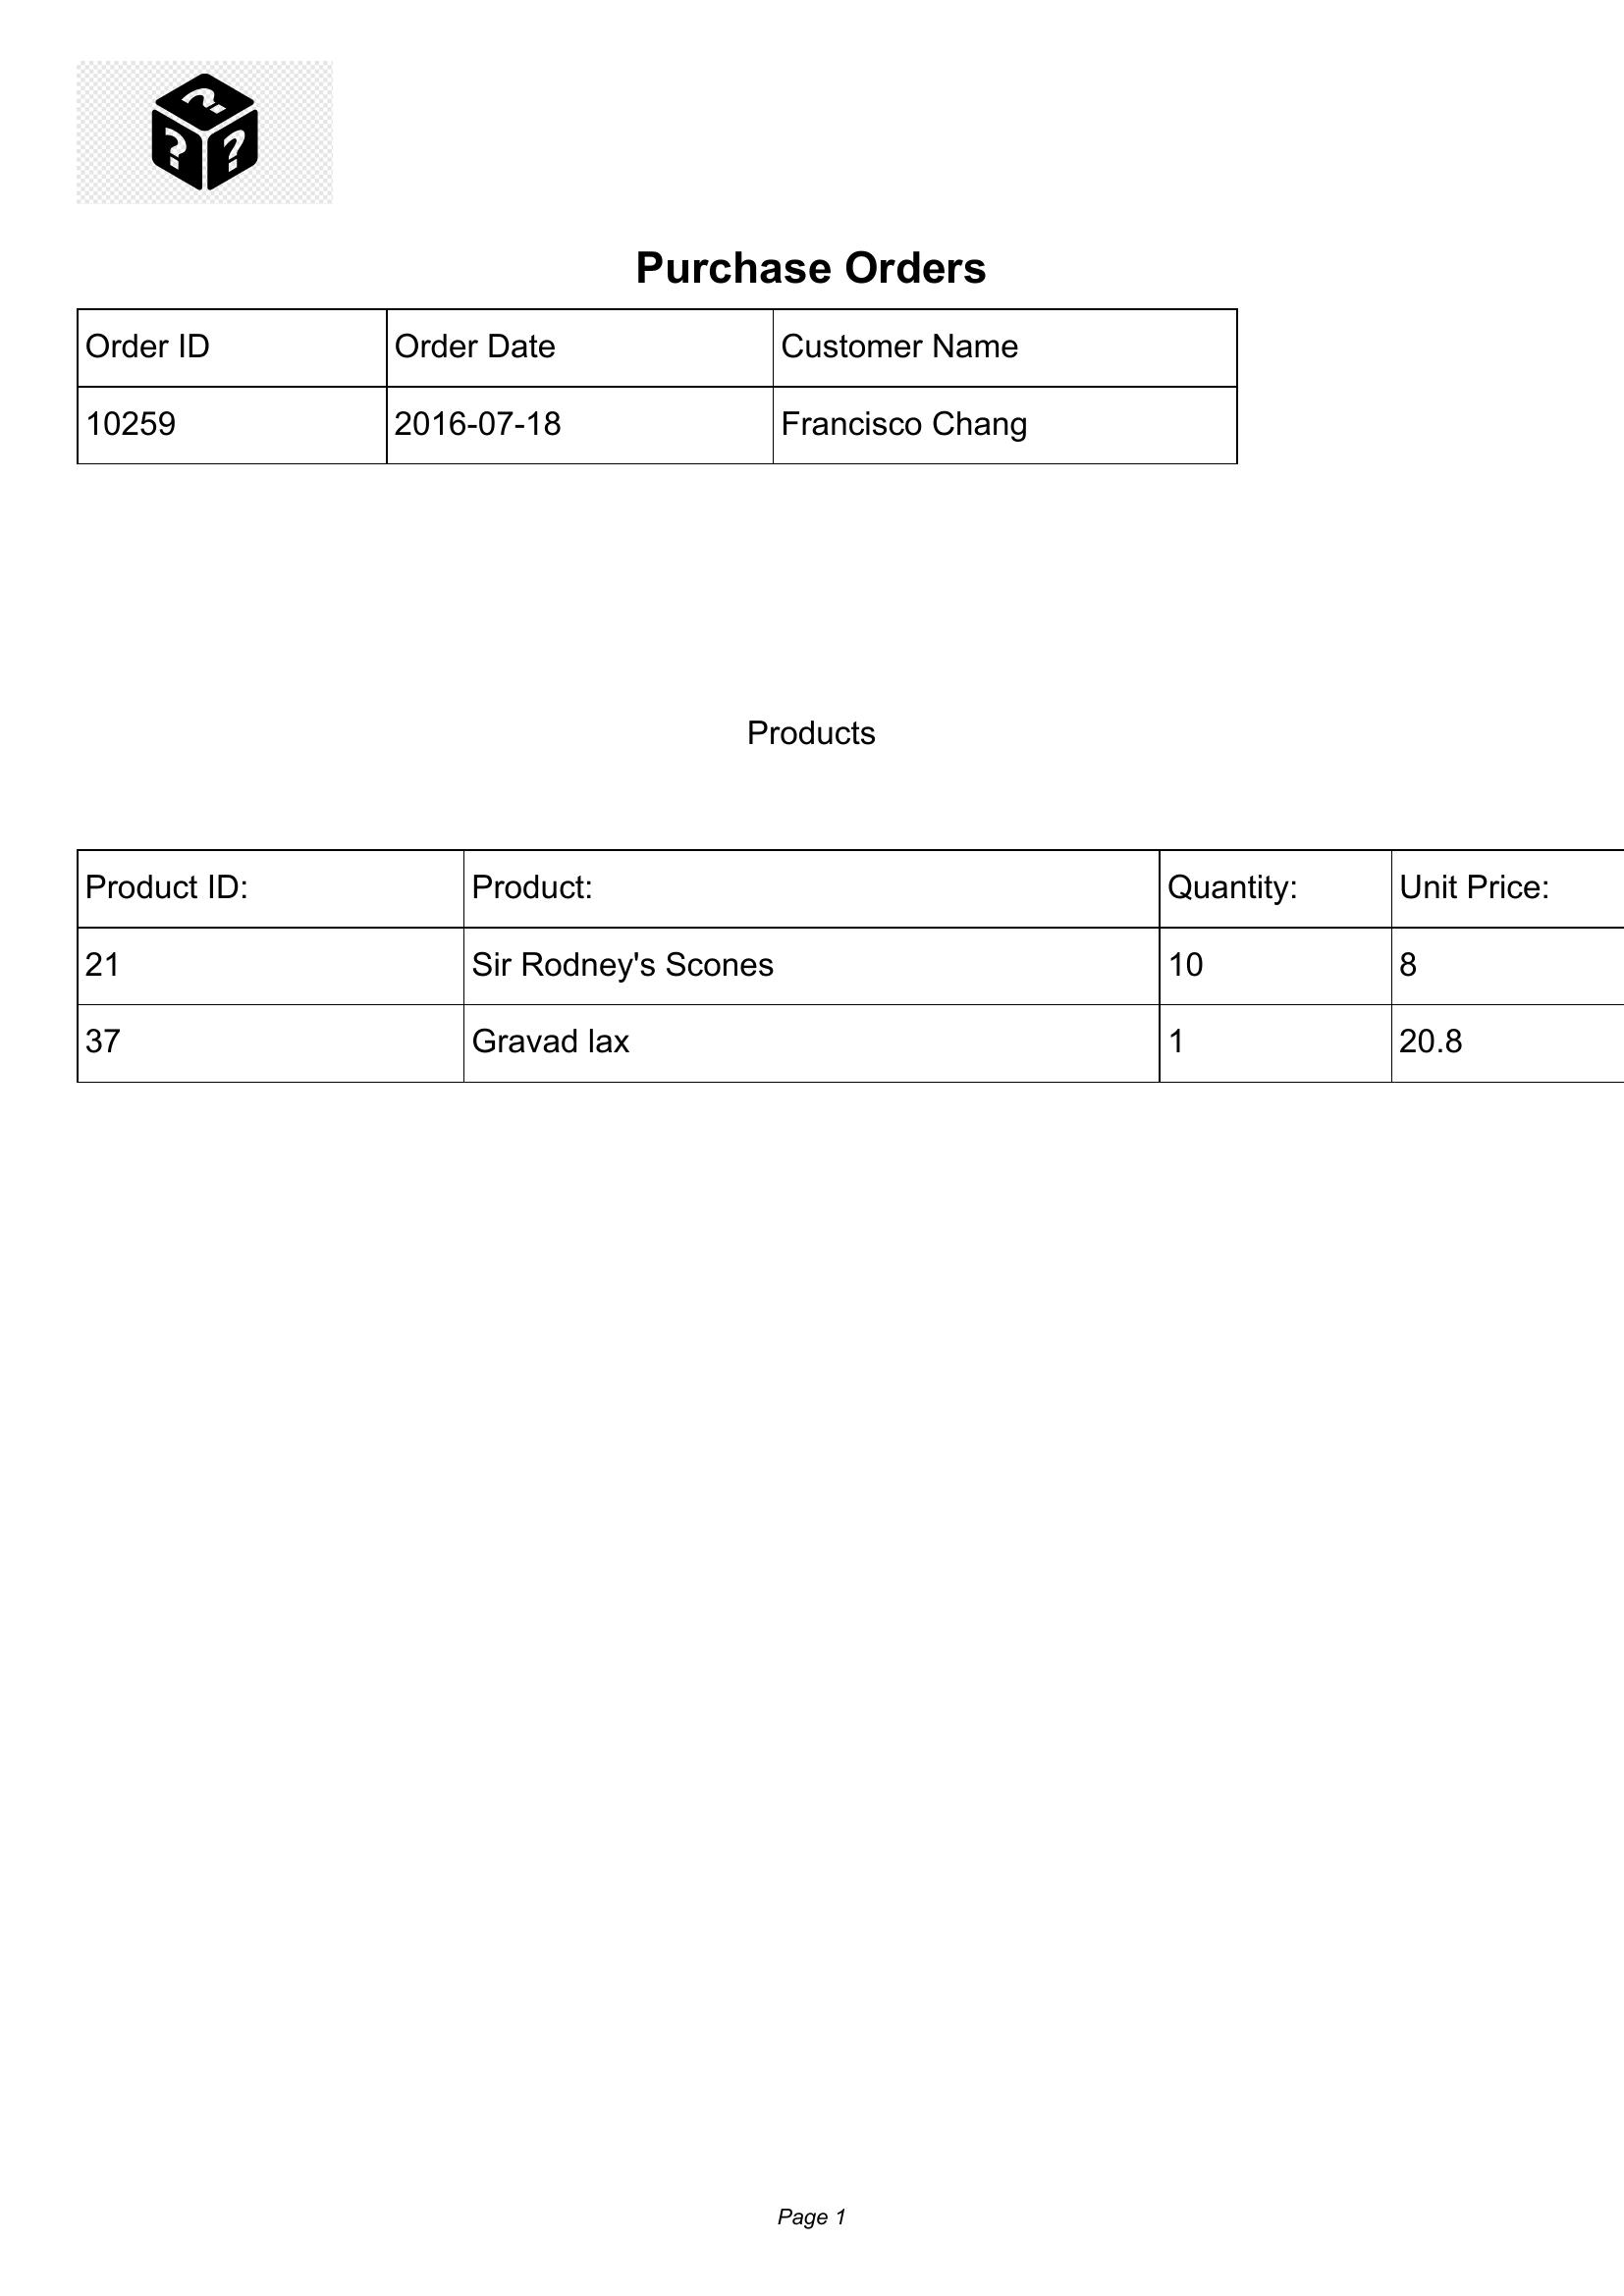 ? ? ?
Purchase Orders
Order ID Order Date Customer Name
10259 2016-07-18 Francisco Chang
Products
Product ID: Product: Quantity: Unit Price:
21 Sir Rodney's Scones 10 8
37 Gravad lax 1 20.8
Page 1